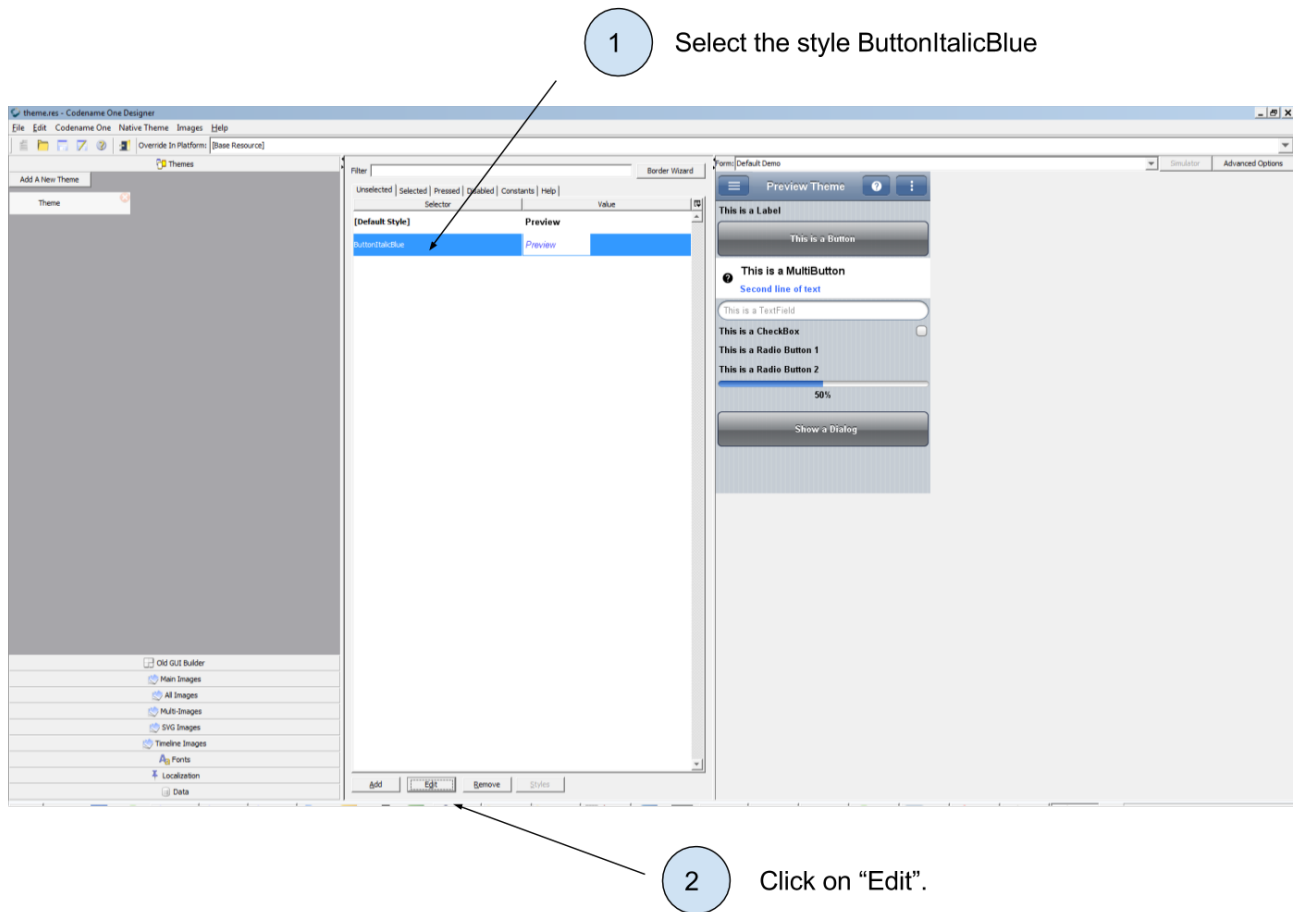 1 Select the style ButtonItalicBlue
theme.res - Codename One Designer
File Edit Codename One Native Theme Images Help
Override In Platform: [Base Resource]
Themes
Add A New Theme
Theme
Filter Border Wizard
Unselected Selected Pressed Disabled Constants Help
Selector Value
[Default Style] Preview
ButtonItalicBlue Preview
Form: Default Demo Simulator Advanced Options
Preview Theme
This is a Label
This is a Button
This is a MultiButton
Second line of text
This is a TextField
This is a CheckBox
This is a Radio Button 1
This is a Radio Button 2
50%
Show a Dialog
Old GUI Builder
Main Images
All Images
Multi-Images
SVG Images
Timeline Images
Fonts
Localization
Data
Add Edit Remove Styles
2 Click on “Edit”.